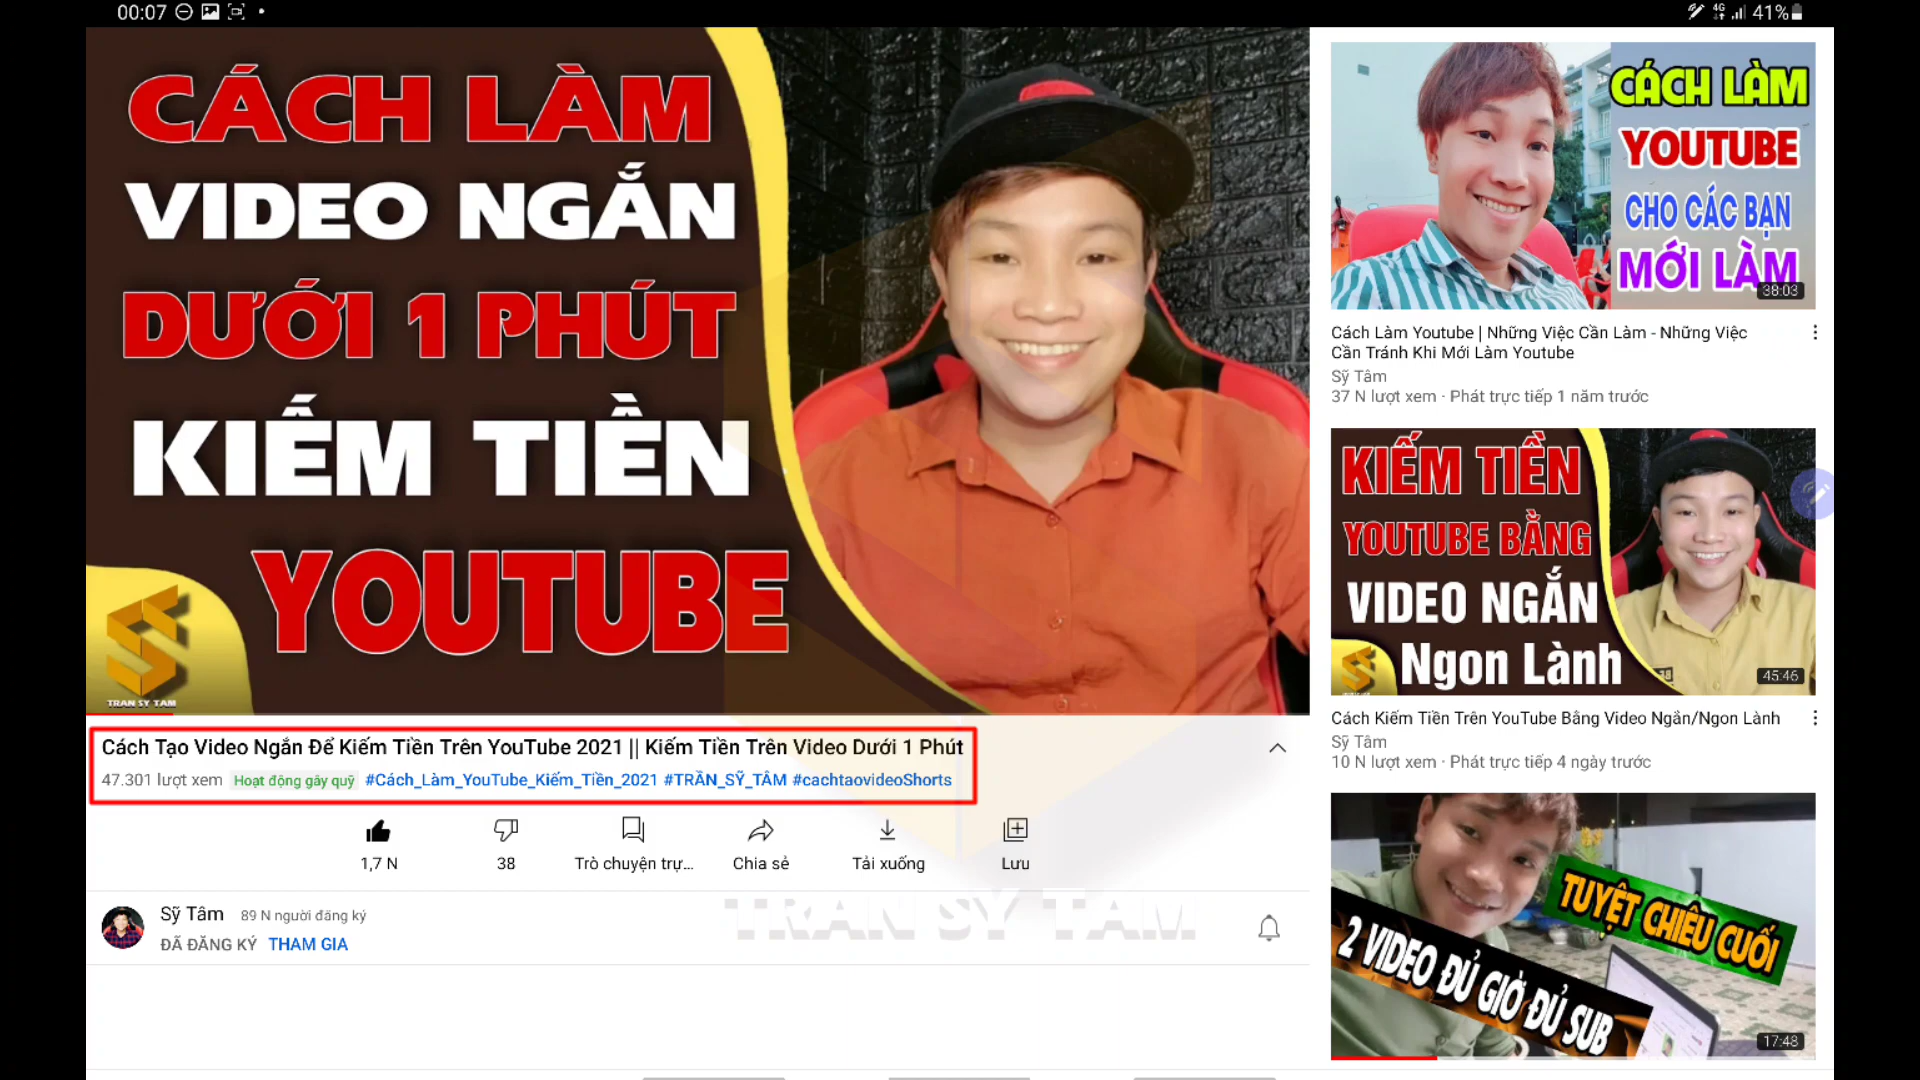 00:07
4G
41%
CÁCH LÀM
VIDEO NGẮN
DƯỚI 1 PHÚT
KIẾM TIỀN
YOUTUBE
TRAN SY TAM
Cách Tạo Video Ngắn Để Kiếm Tiền Trên YouTube 2021 || Kiếm Tiền Trên Video Dưới 1 Phút
47.301 lượt xem Hoạt động gây quỹ #Cách_Làm_YouTube_Kiếm_Tiền_2021 #TRẦN_SỸ_TÂM #cachtaovideoShorts
1,7 N
38
Trò chuyện trự...
Chia sẻ
Tải xuống
Lưu
Sỹ Tâm 89 N người đăng ký
ĐÃ ĐĂNG KÝ THAM GIA
TRAN SY TAM
CÁCH LÀM
YOUTUBE
CHO CÁC BẠN
MỚI LÀM
38:03
Cách Làm Youtube | Những Việc Cần Làm - Những Việc
Cần Tránh Khi Mới Làm Youtube
Sỹ Tâm
37 N lượt xem · Phát trực tiếp 1 năm trước
KIẾM TIỀN
YOUTUBE BẰNG
VIDEO NGẮN
Ngon Lành
45:46
Cách Kiếm Tiền Trên YouTube Bằng Video Ngắn/Ngon Lành
Sỹ Tâm
10 N lượt xem · Phát trực tiếp 4 ngày trước
TUYỆT CHIÊU CUỐI
2 VIDEO ĐỦ GIỜ ĐỦ SUB
17:48